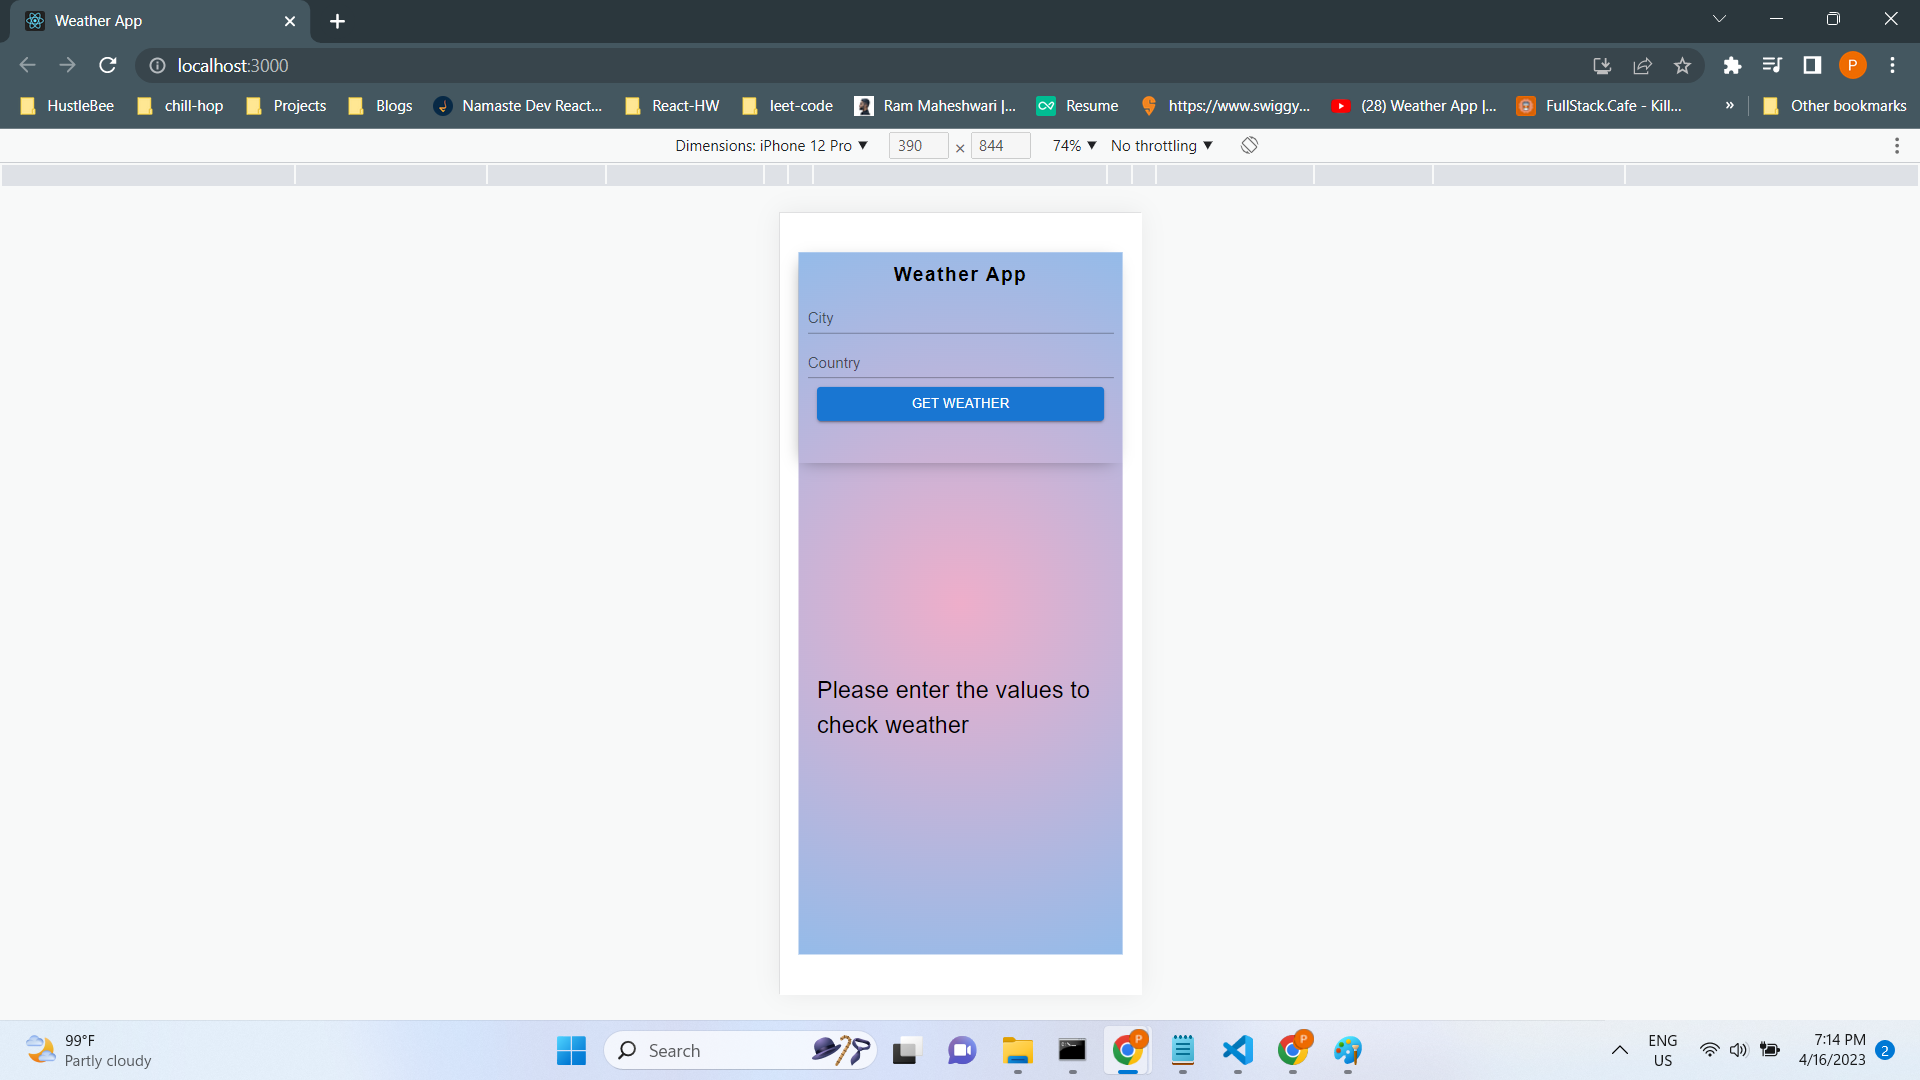 Weather App
localhost:3000
P
HustleBee
chill-hop
Projects
Blogs
Namaste Dev React...
React-HW
leet-code
Ram Maheshwari |...
Resume
https://www.swiggy...
(28) Weather App |...
FullStack.Cafe - Kill...
»
Other bookmarks
Dimensions: iPhone 12 Pro
390 × 844
74%
No throttling
Weather App
City
Country
GET WEATHER
Please enter the values to
check weather
99°F
Partly cloudy
Search
P
P
ENG
US
7:14 PM
4/16/2023
2